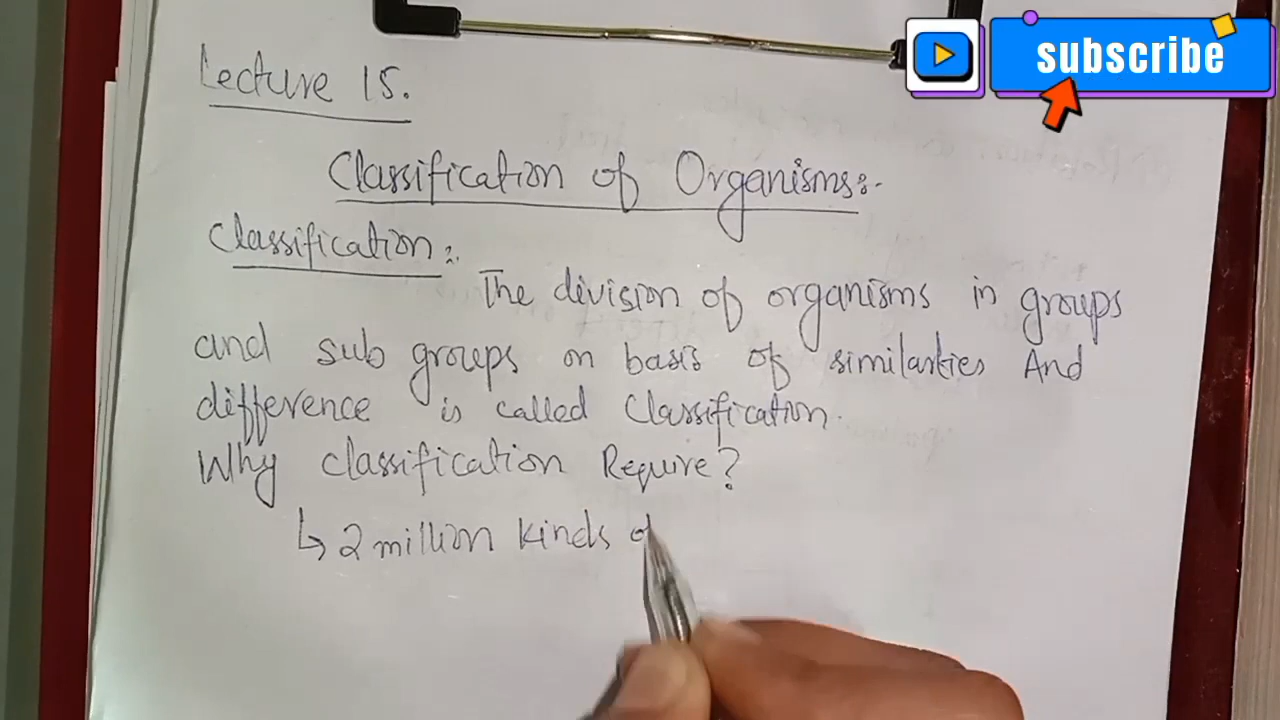 subscribe
Lecture 15.
Classification of Organisms:-
Classification:-
The division of organisms in groups
and sub groups on basis of similarties And
difference is called Classification.
Why classification Require?
↳ 2 million kinds of